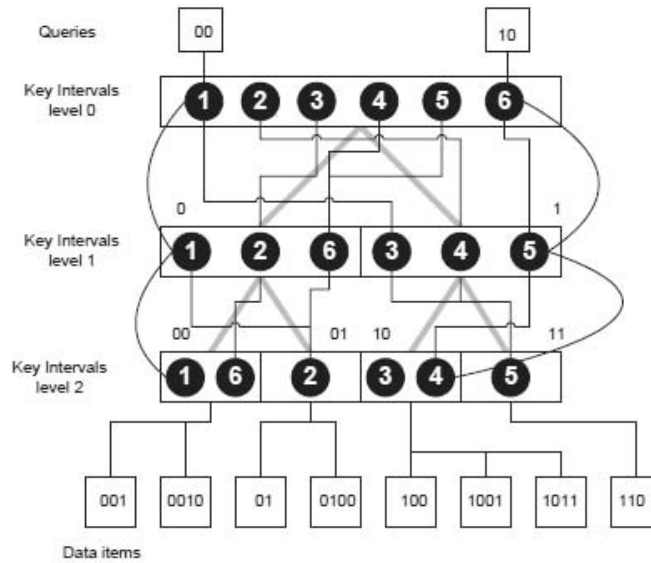 Queries 00 10
Key Intervals
level 0
1 2 3 4 5 6
0 1
Key Intervals
level 1
1 2 6 3 4 5
00 01 10 11
Key Intervals
level 2
1 6 2 3 4 5
001 0010 01 0100 100 1001 1011 110
Data items